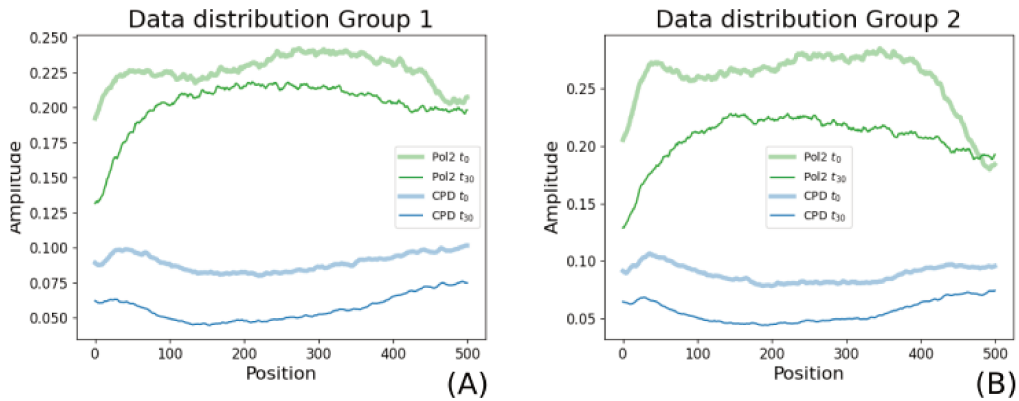 Data distribution Group 1
0.250
0.225
0.200
0.175
0.150
0.125
0.100
0.075
0.050
Amplitude
Pol2 t0
Pol2 t30
CPD t0
CPD t30
0 100 200 300 400 500
Position
(A)
Data distribution Group 2
0.25
0.20
0.15
0.10
0.05
Amplitude
Pol2 t0
Pol2 t30
CPD t0
CPD t30
0 100 200 300 400 500
Position
(B)